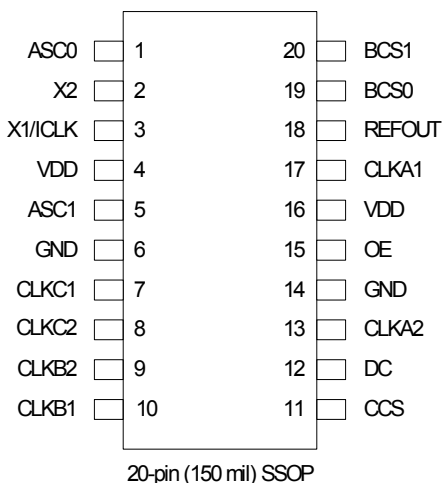 ASC0 1 20 BCS1
X2 2 19 BCS0
X1/ICLK 3 18 REFOUT
VDD 4 17 CLKA1
ASC1 5 16 VDD
GND 6 15 OE
CLKC1 7 14 GND
CLKC2 8 13 CLKA2
CLKB2 9 12 DC
CLKB1 10 11 CCS
20-pin (150 mil) SSOP